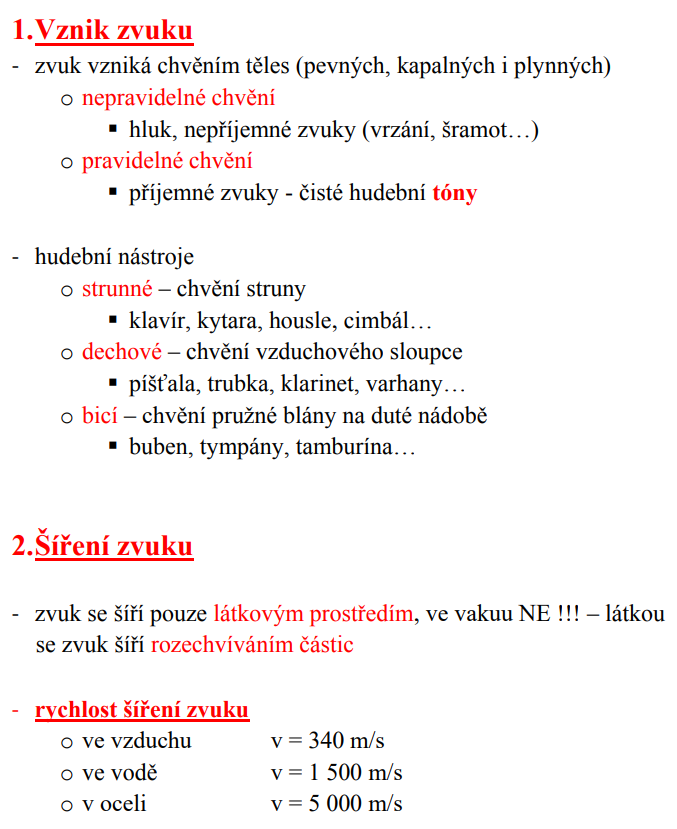 1.Vznik zvuku
- zvuk vzniká chvěním těles (pevných, kapalných i plynných)
o nepravidelné chvění
▪ hluk, nepříjemné zvuky (vrzání, šramot…)
o pravidelné chvění
▪ příjemné zvuky - čisté hudební tóny
- hudební nástroje
o strunné – chvění struny
▪ klavír, kytara, housle, cimbál…
o dechové – chvění vzduchového sloupce
▪ píšťala, trubka, klarinet, varhany…
o bicí – chvění pružné blány na duté nádobě
▪ buben, tympány, tamburína…
2.Šíření zvuku
- zvuk se šíří pouze látkovým prostředím, ve vakuu NE !!! – látkou
se zvuk šíří rozechvíváním částic
- rychlost šíření zvuku
o ve vzduchu v = 340 m/s
o ve vodě v = 1 500 m/s
o v oceli v = 5 000 m/s